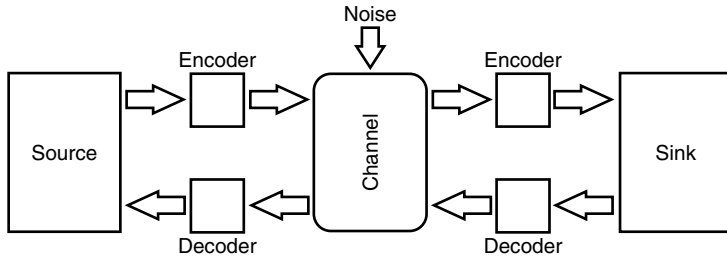 Noise
Encoder
Encoder
Source
Channel
Sink
Decoder
Decoder